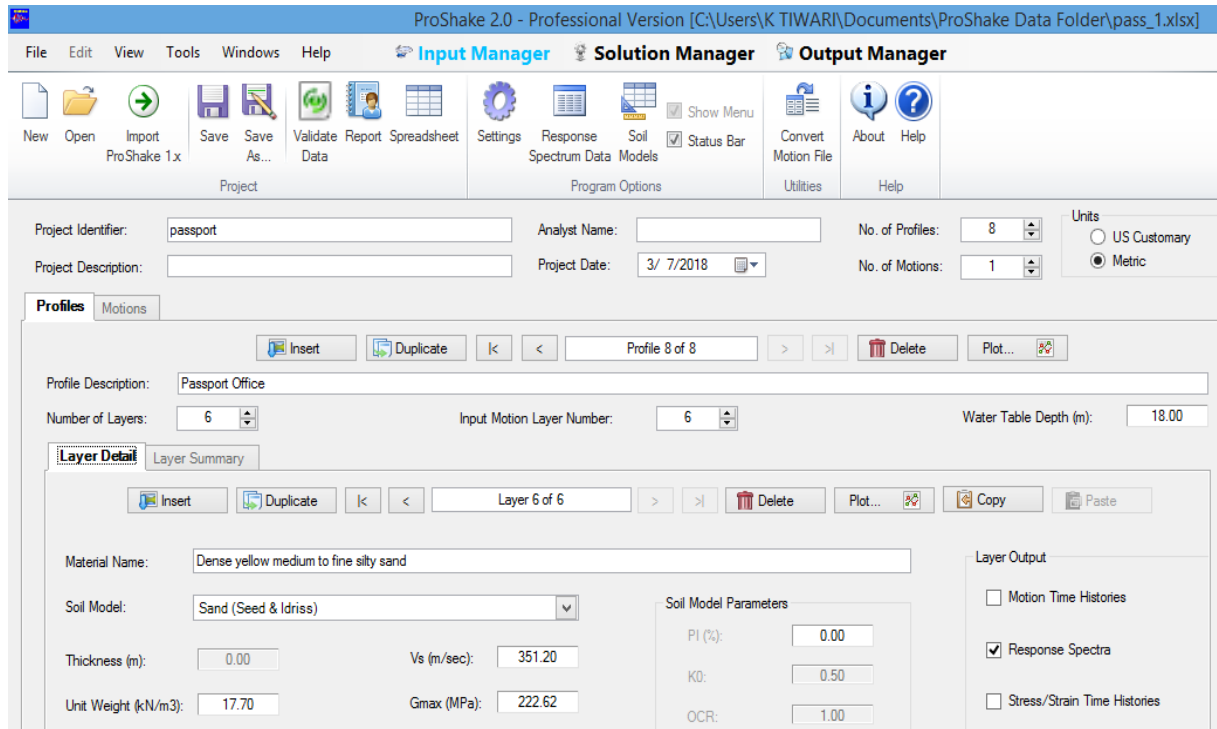 ProShake 2.0 - Professional Version [C:\Users\K TIWARI\Documents\ProShake Data Folder\pass_1.xlsx]
File Edit View Tools Windows Help Input Manager Solution Manager Output Manager
New Open Import ProShake 1.x Save Save As... Validate Data Report Spreadsheet Settings Response Spectrum Data Soil Models Show Menu Status Bar Convert Motion File About Help
Project Program Options Utilities Help
Project Identifier: passport Analyst Name: No. of Profiles: 8 Units
US Customary
Project Description: Project Date: 3/ 7/2018 No. of Motions: 1 Metric
Profiles Motions
Insert Duplicate |< < Profile 8 of 8 > >| Delete Plot...
Profile Description: Passport Office
Number of Layers: 6 Input Motion Layer Number: 6 Water Table Depth (m): 18.00
Layer Detail Layer Summary
Insert Duplicate |< < Layer 6 of 6 > >| Delete Plot... Copy Paste
Material Name: Dense yellow medium to fine silty sand Layer Output
Soil Model: Sand (Seed & Idriss) Soil Model Parameters Motion Time Histories
PI (%): 0.00
Thickness (m): 0.00 Vs (m/sec): 351.20 Response Spectra
K0: 0.50
Unit Weight (kN/m3): 17.70 Gmax (MPa): 222.62 Stress/Strain Time Histories
OCR: 1.00